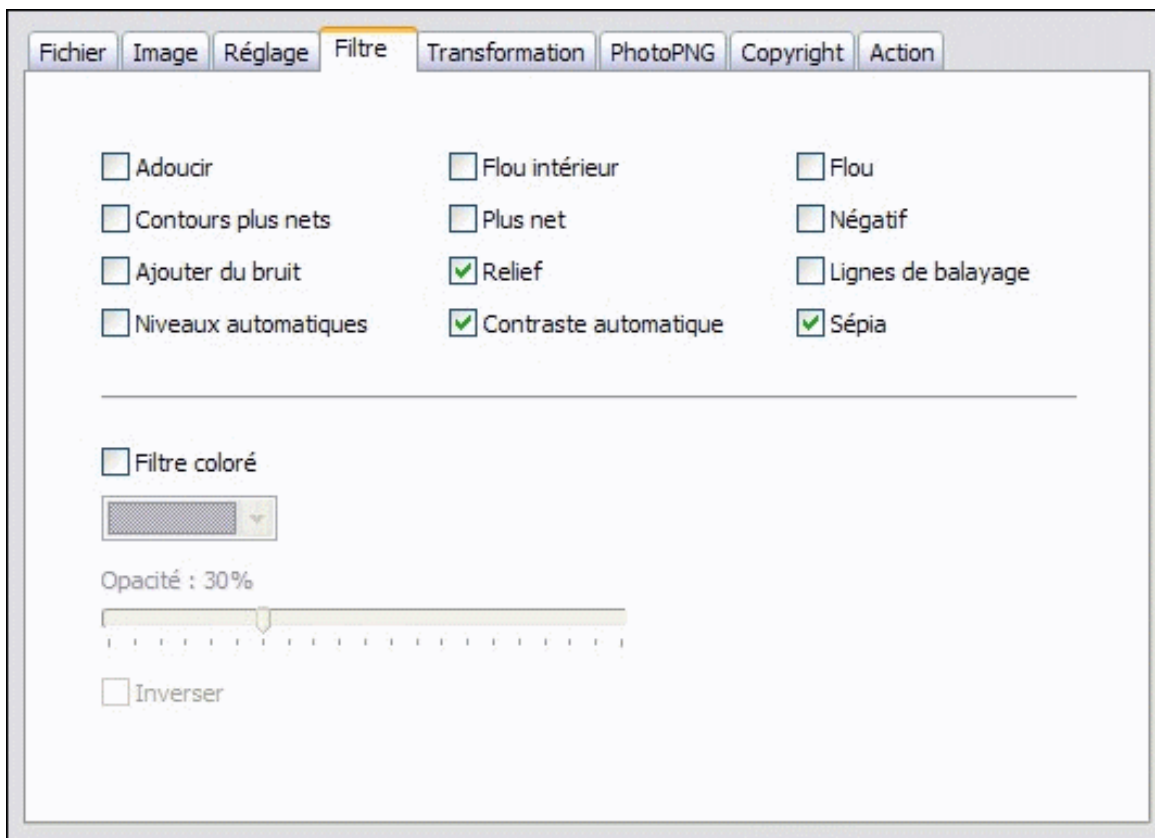 Fichier Image Réglage Filtre Transformation PhotoPNG Copyright Action
Adoucir Flou intérieur Flou
Contours plus nets Plus net Négatif
Ajouter du bruit Relief Lignes de balayage
Niveaux automatiques Contraste automatique Sépia
Filtre coloré
Opacité : 30%
Inverser